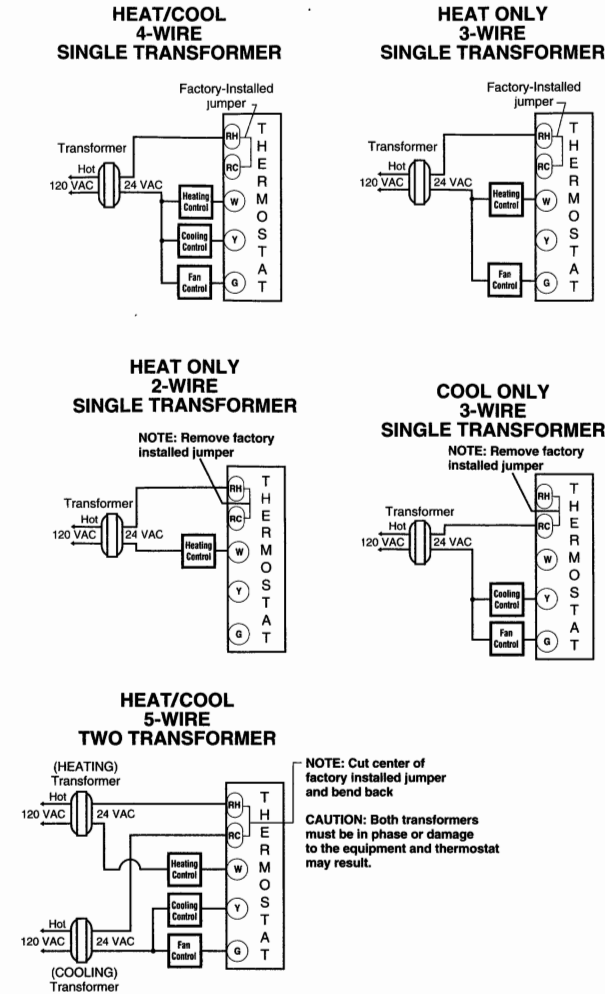 HEAT/COOL
4-WIRE
SINGLE TRANSFORMER
Factory-Installed
jumper
Transformer
Hot
120 VAC
24 VAC
RH
RC
W
Y
G
Heating
Control
Cooling
Control
Fan
Control
THERMOSTAT
HEAT ONLY
3-WIRE
SINGLE TRANSFORMER
Factory-Installed
jumper
Transformer
Hot
120 VAC
24 VAC
RH
RC
W
Y
G
Heating
Control
Fan
Control
THERMOSTAT
HEAT ONLY
2-WIRE
SINGLE TRANSFORMER
NOTE: Remove factory
installed jumper
Transformer
Hot
120 VAC
24 VAC
RH
RC
W
Y
G
Heating
Control
THERMOSTAT
COOL ONLY
3-WIRE
SINGLE TRANSFORMER
NOTE: Remove factory
installed jumper
Transformer
Hot
120 VAC
24 VAC
RH
RC
W
Y
G
Cooling
Control
Fan
Control
THERMOSTAT
HEAT/COOL
5-WIRE
TWO TRANSFORMER
(HEATING)
Transformer
Hot
120 VAC
24 VAC
RH
RC
W
Y
G
Heating
Control
Cooling
Control
Fan
Control
THERMOSTAT
Hot
120 VAC
24 VAC
(COOLING)
Transformer
NOTE: Cut center of
factory installed jumper
and bend back
CAUTION: Both transformers
must be in phase or damage
to the equipment and thermostat
may result.